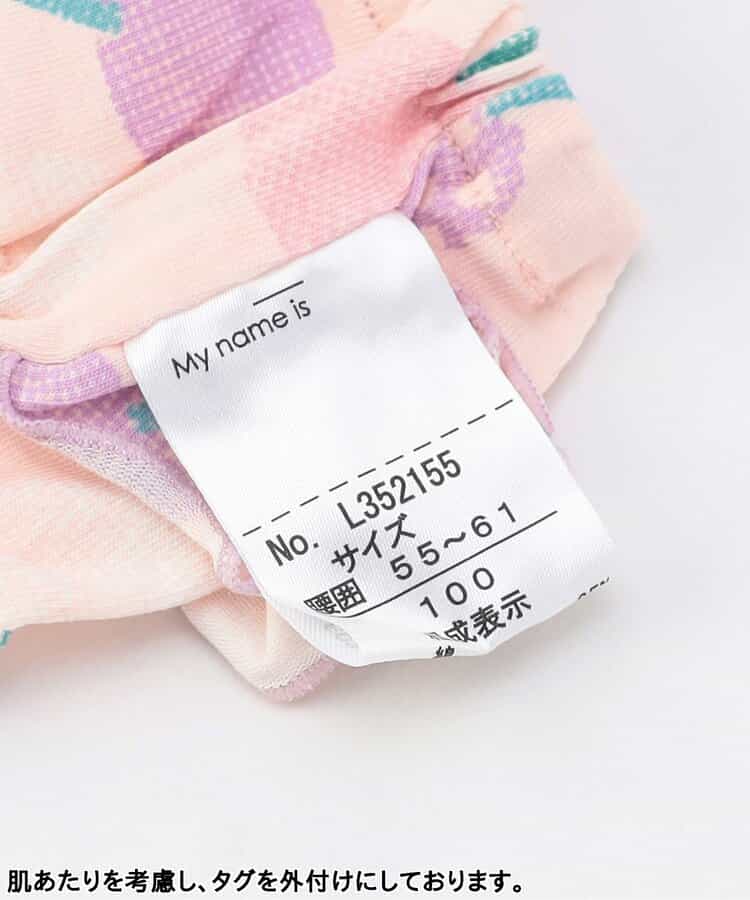 My name is
No. L352155
サイズ
腰囲 55~61
100
成表示
肌あたりを考慮し、タグを外付けにしております。